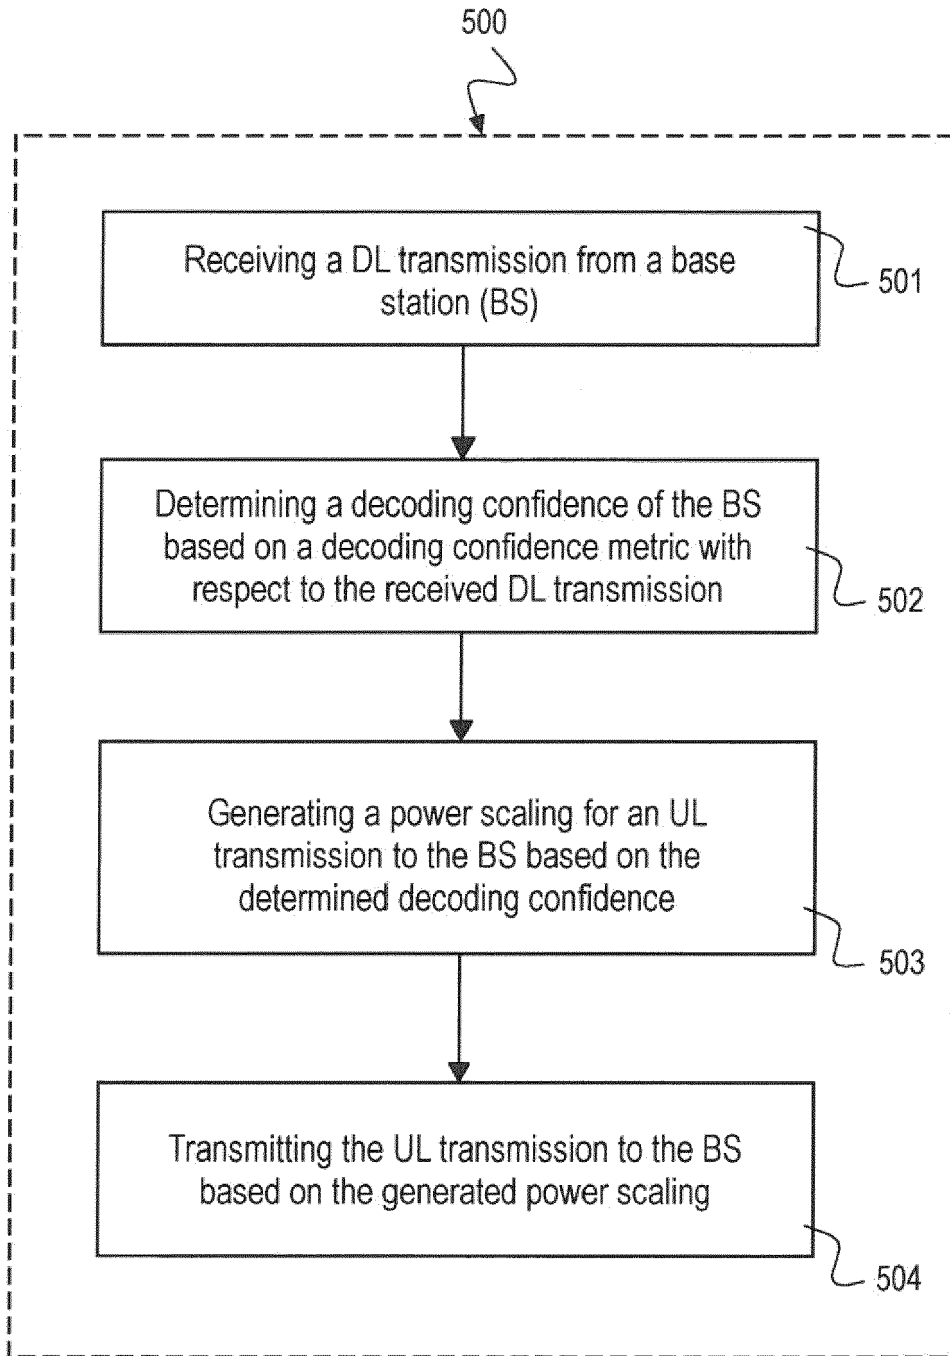 500
Receiving a DL transmission from a base
station (BS)
501
Determining a decoding confidence of the BS
based on a decoding confidence metric with
respect to the received DL transmission
502
Generating a power scaling for an UL
transmission to the BS based on the
determined decoding confidence
503
Transmitting the UL transmission to the BS
based on the generated power scaling
504